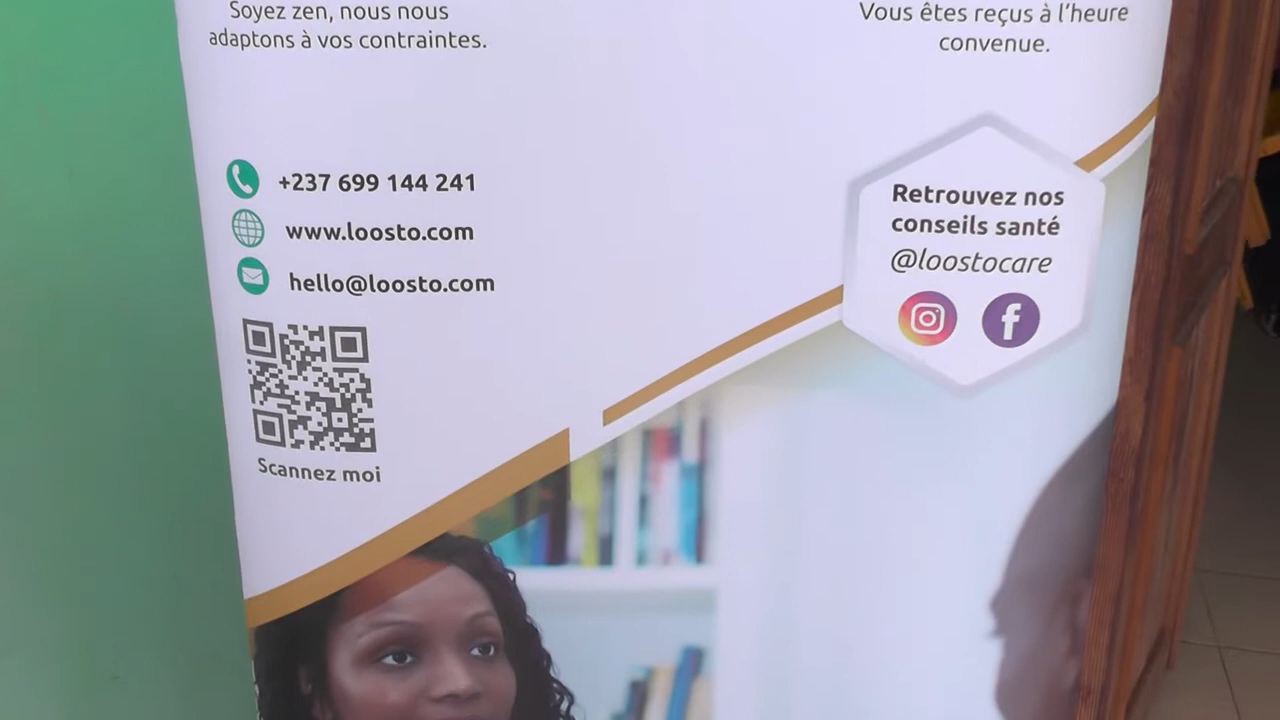 Soyez zen, nous nous
adaptons à vos contraintes.
Vous êtes reçus à l'heure
convenue.
+237 699 144 241
www.loosto.com
hello@loosto.com
Scannez moi
Retrouvez nos
conseils santé
@loostocare